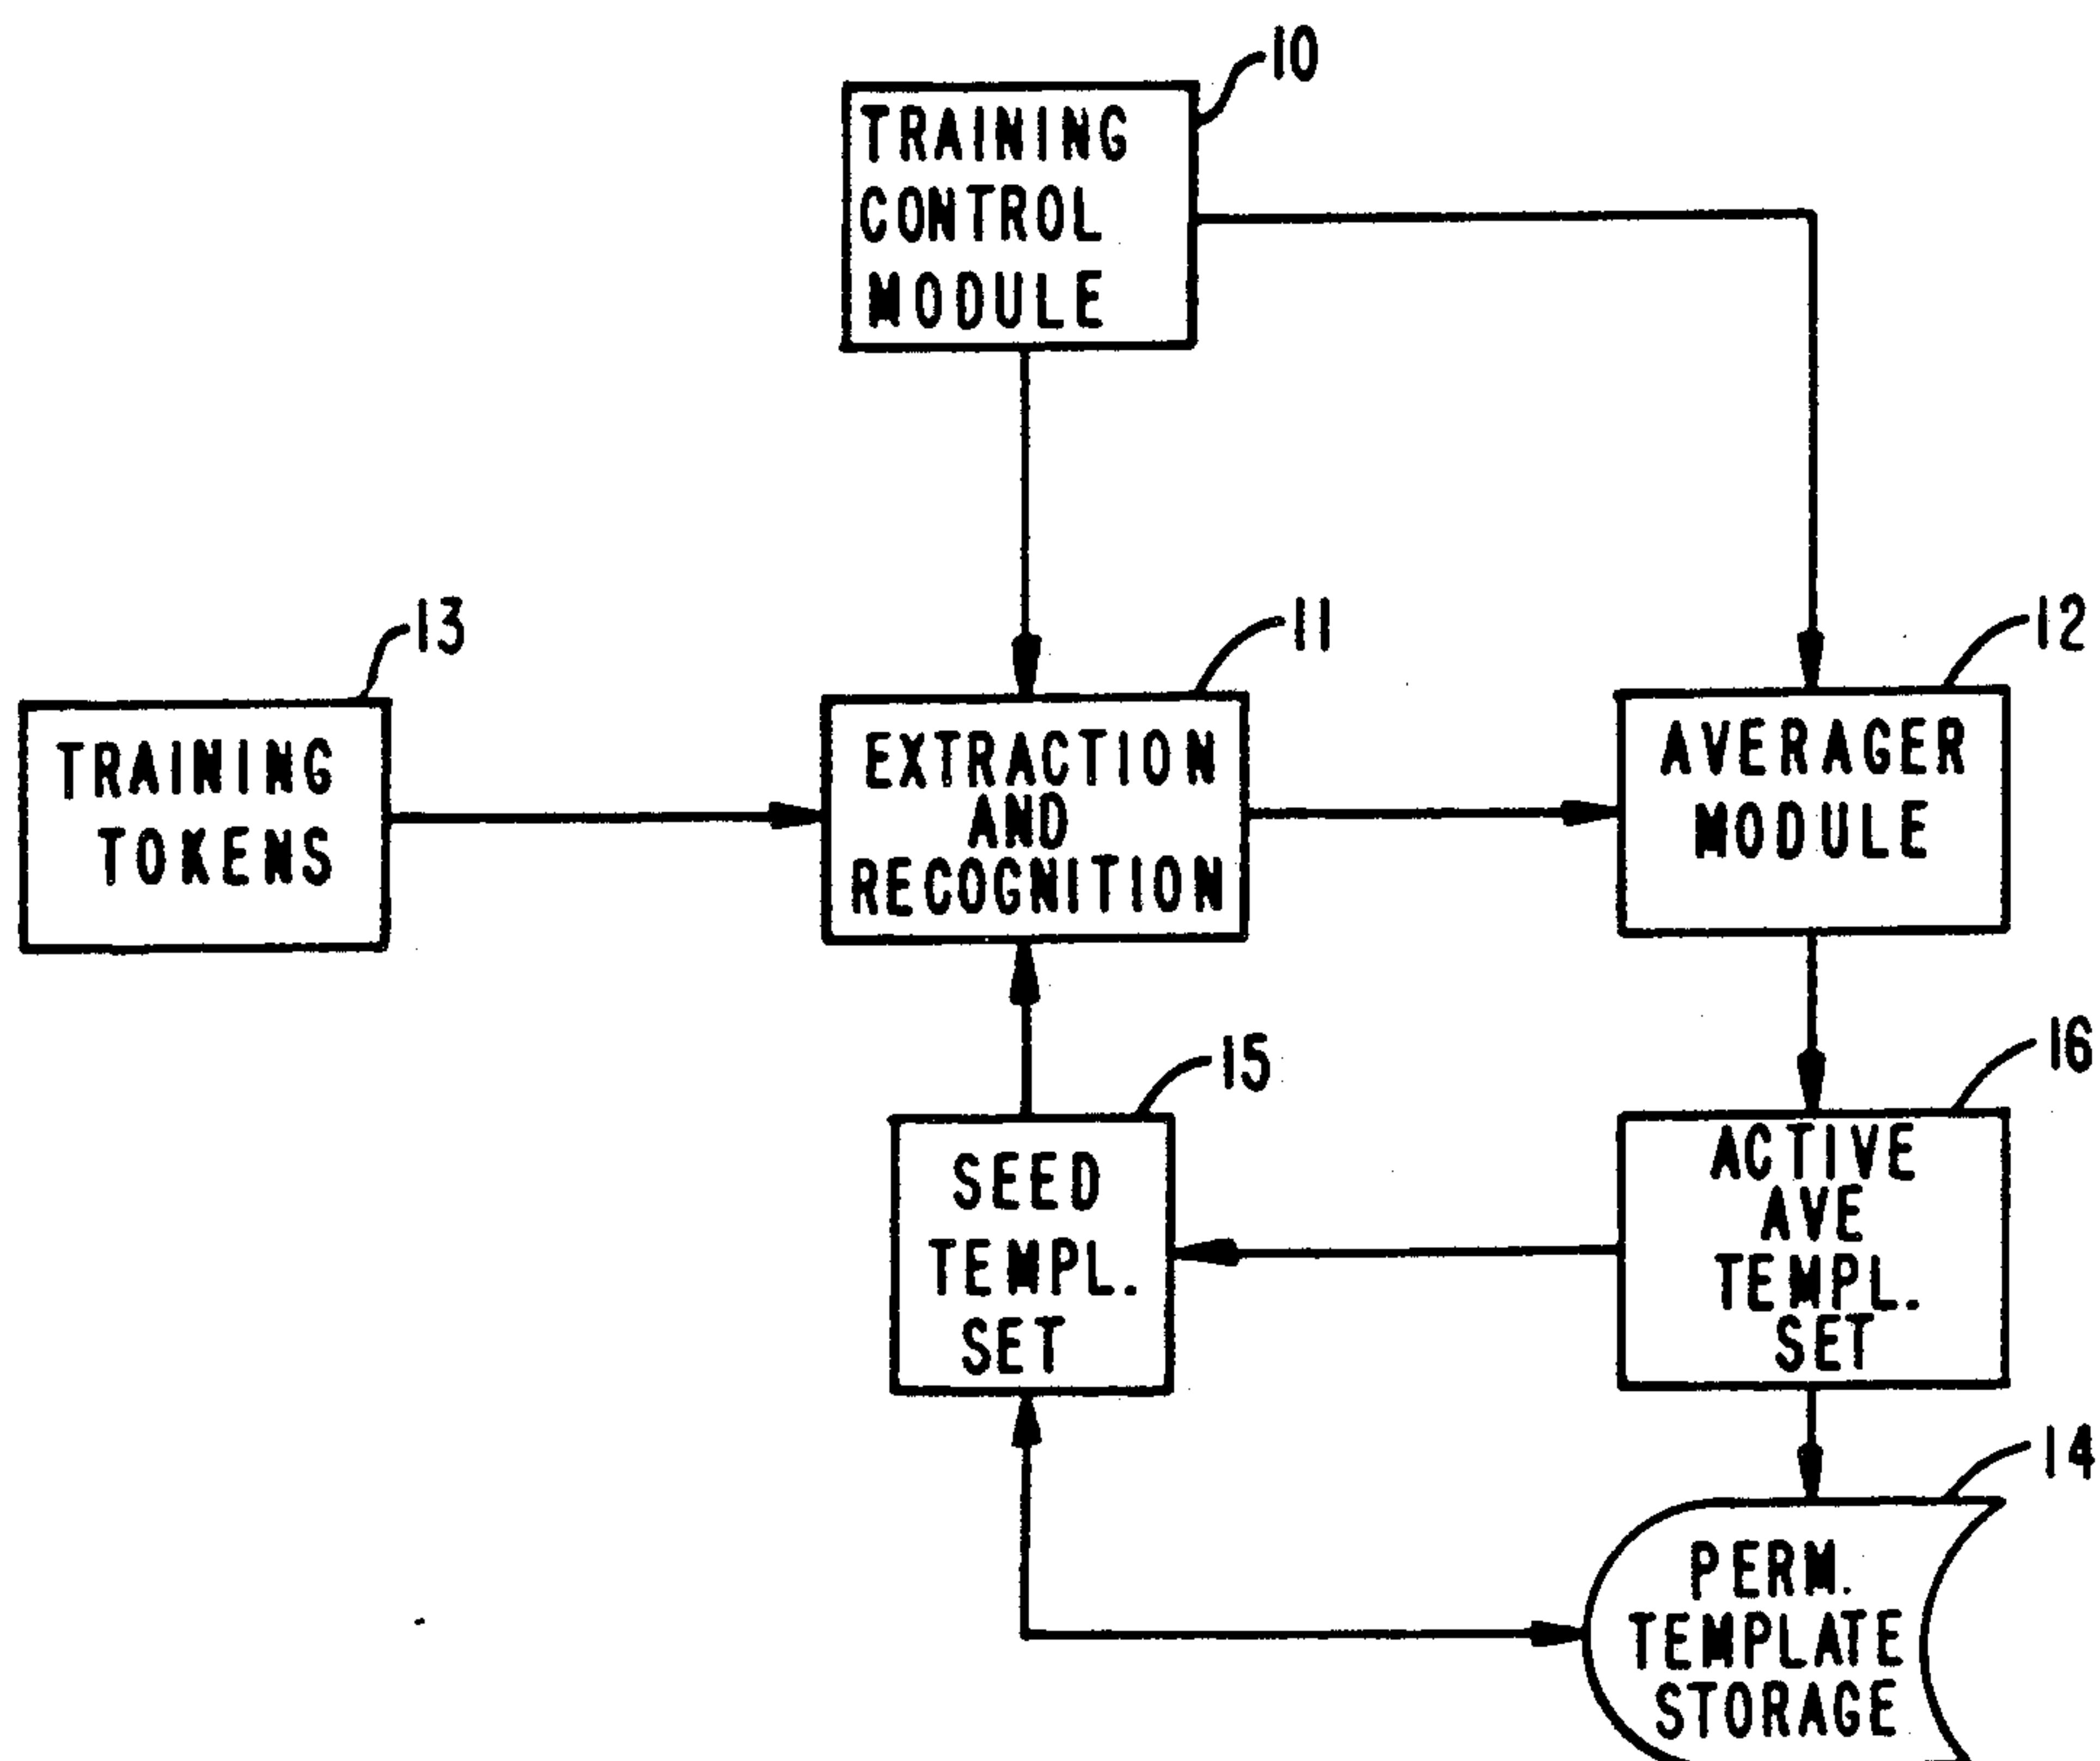 10
TRAINING
CONTROL
MODULE
13
11
12
TRAINING
TOKENS
EXTRACTION
AND
RECOGNITION
AVERAGER
MODULE
15
16
SEED
TEMPL.
SET
ACTIVE
AVE
TEMPL.
SET
14
PERM.
TEMPLATE
STORAGE